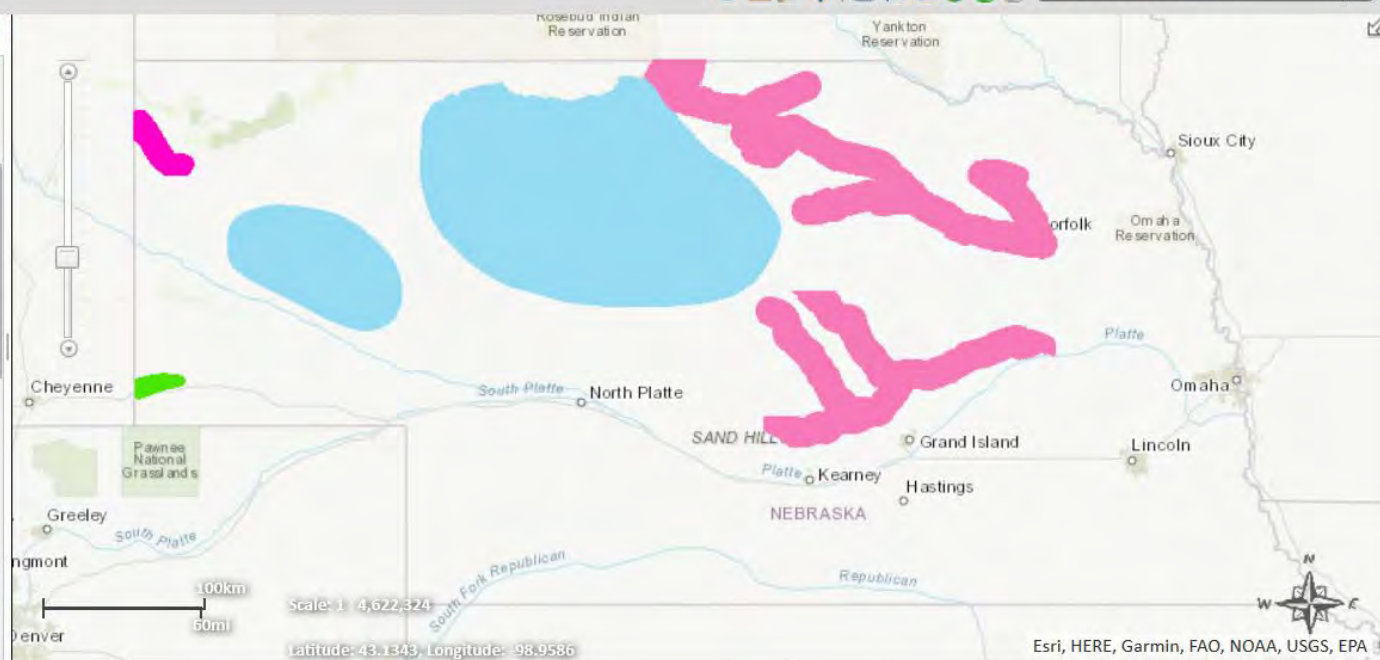 Rosebud Indian
Reservation
Yankton
Reservation
Sioux City
Omaha
Reservation
orfolk
Platte
Cheyenne
South Platte
North Platte
Omaha
SAND HILL
Grand Island
Lincoln
Pawnee
National
Grasslands
Platte
Kearney
Hastings
NEBRASKA
Greeley
South Platte
ngmont
South Fork Republican
Republican
100km
60mi
Scale: 1 4,622,324
N
W
E
Denver
Latitude: 43.1343, Longitude: -98.9586
Esri, HERE, Garmin, FAO, NOAA, USGS, EPA